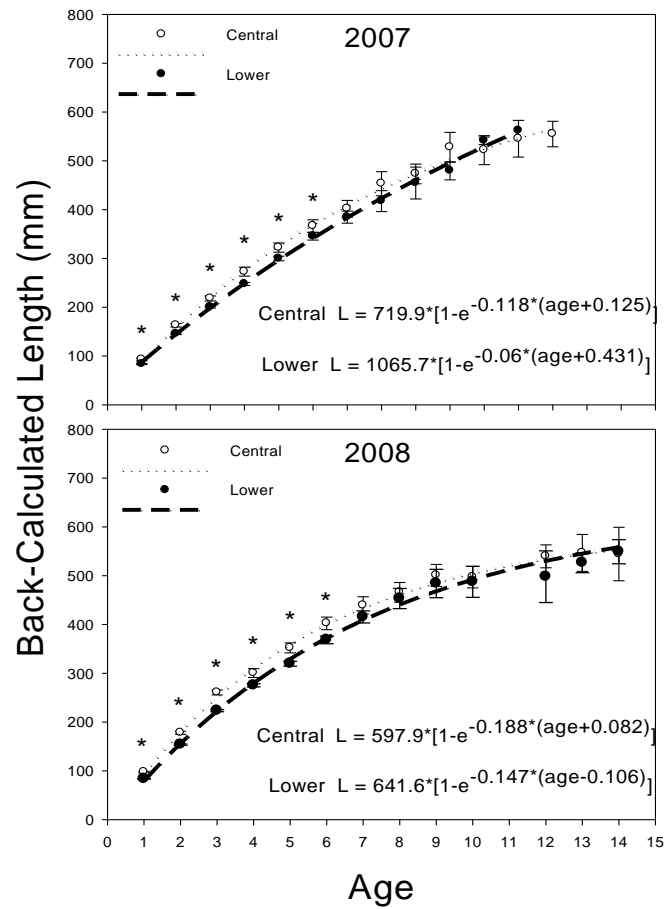 800
2007
Central
700
Lower
600
500
400
300
200
100
0
* * * * * *
Central L = 719.9*[1-e-0.118*(age+0.125)]
Lower L = 1065.7*[1-e-0.06*(age+0.431)]
Back-Calculated Length (mm)
800
2008
Central
700
Lower
600
500
400
300
200
100
0
* * * * * *
Central L = 597.9*[1-e-0.188*(age+0.082)]
Lower L = 641.6*[1-e-0.147*(age-0.106)]
0 1 2 3 4 5 6 7 8 9 10 11 12 13 14 15
Age